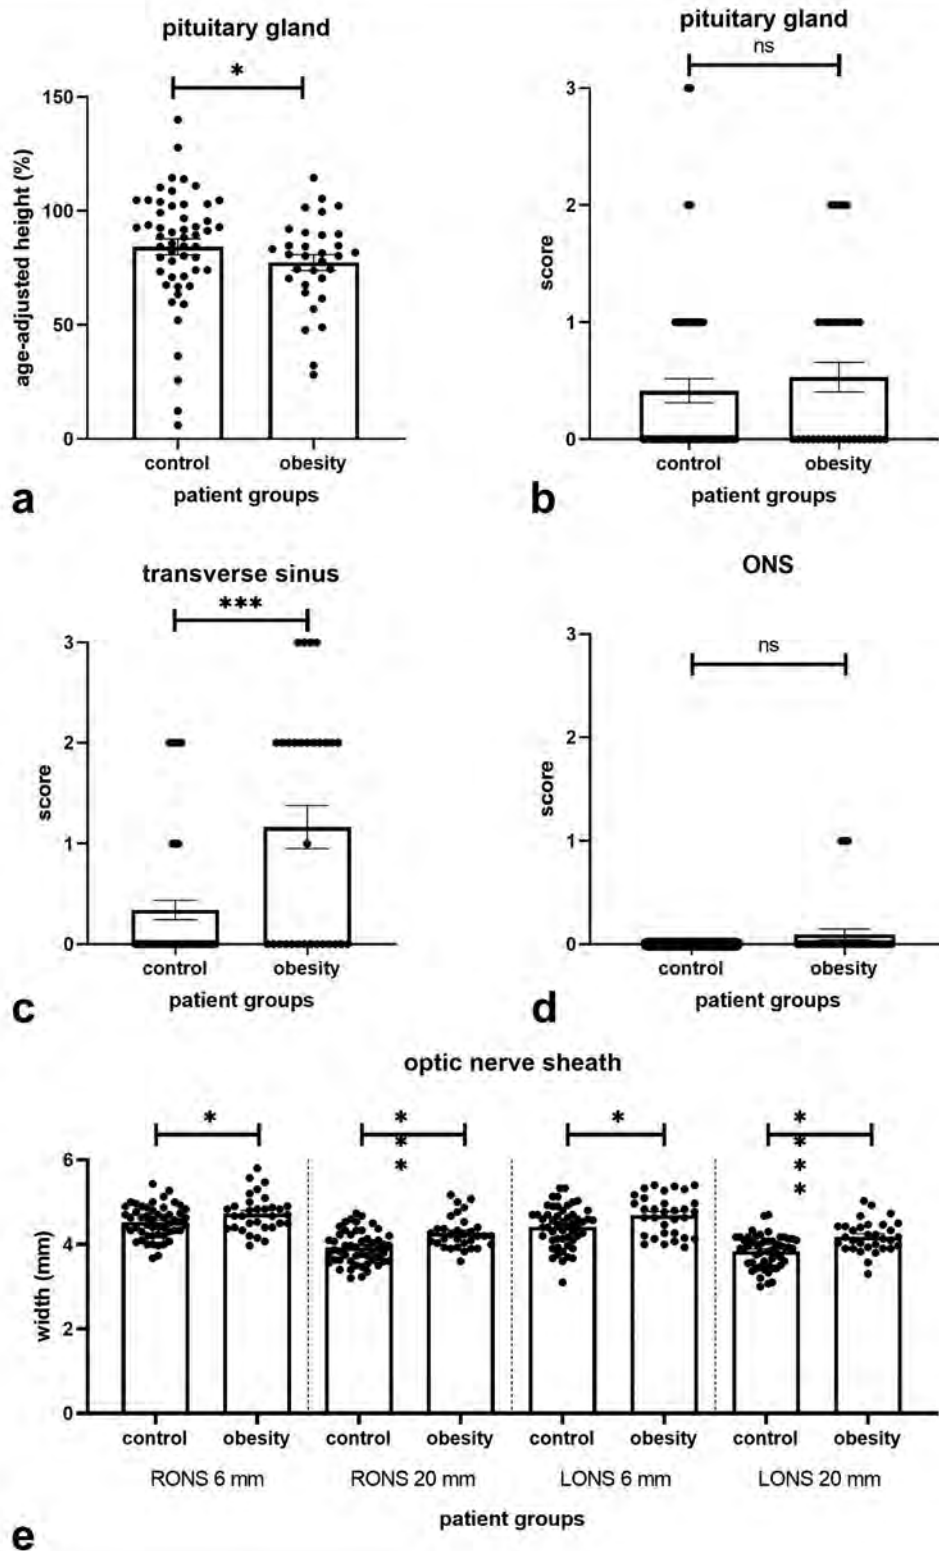 pituitary gland
*
age-adjusted height (%)
150
100
50
0
control obesity
patient groups
a
pituitary gland
ns
score
3
2
1
0
control obesity
patient groups
b
transverse sinus
***
score
3
2
1
0
control obesity
patient groups
c
ONS
ns
score
3
2
1
0
control obesity
patient groups
d
optic nerve sheath
* *** * ***
width (mm)
6
4
2
0
control obesity control obesity control obesity control obesity
RONS 6 mm RONS 20 mm LONS 6 mm LONS 20 mm
patient groups
e